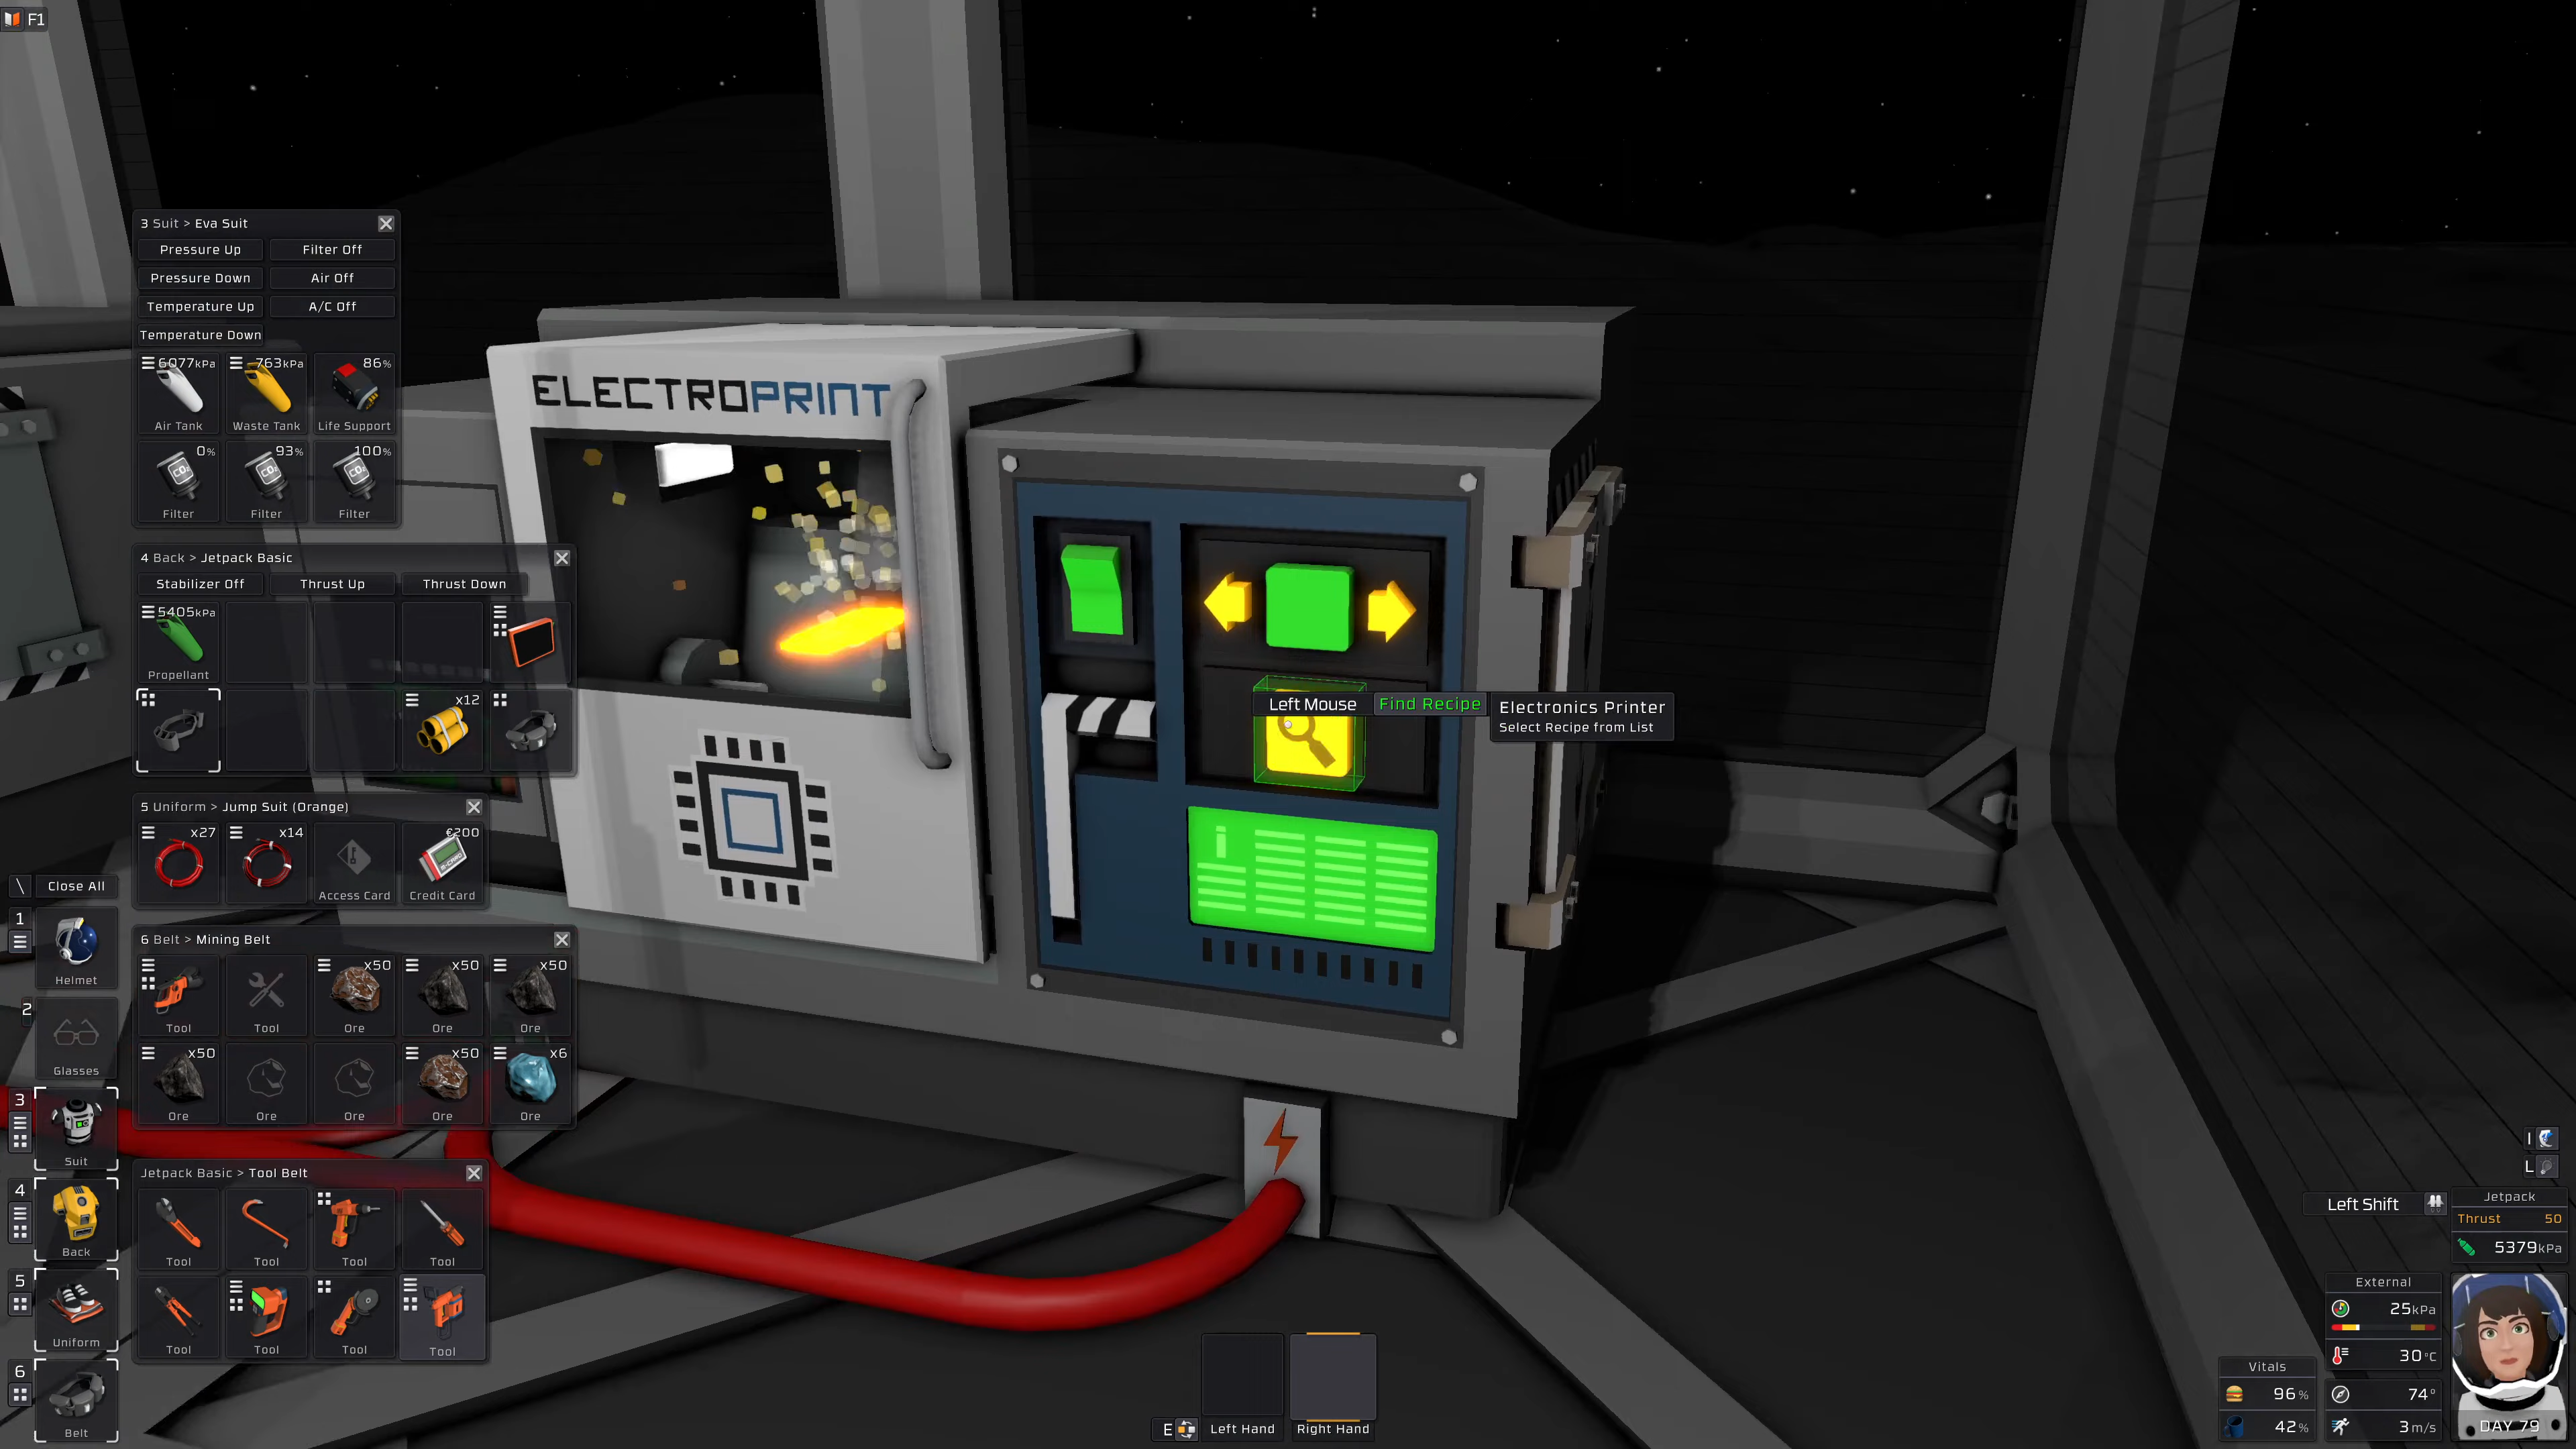 F1
3 Suit > Eva Suit
Pressure Up Filter Off
Pressure Down Air Off
Temperature Up A/C Off
Temperature Down
6077kPa 763kPa 86%
Air Tank Waste Tank Life Support
0% 93% 100%
CO₂ CO₂ CO₂
Filter Filter Filter
4 Back > Jetpack Basic
Stabilizer Off Thrust Up Thrust Down
5405kPa
Propellant
x12
5 Uniform > Jump Suit (Orange)
x27 x14 €200
Access Card Credit Card
\ Close All
6 Belt > Mining Belt
x50 x50 x50
Tool Tool Ore Ore Ore
x50 x50 x6
Ore Ore Ore Ore Ore
Jetpack Basic > Tool Belt
Tool Tool Tool Tool
Tool Tool Tool Tool
1
Helmet
2
Glasses
3
Suit
4
Back
5
Uniform
6
Belt
ELECTROPRINT
Left Mouse Find Recipe
Electronics Printer
Select Recipe from List
i
E Left Hand Right Hand
I
L
Left Shift
Jetpack
Thrust 50
5379kPa
External
25kPa
30°C
Vitals
96%
42%
74°
3m/s
DAY 79